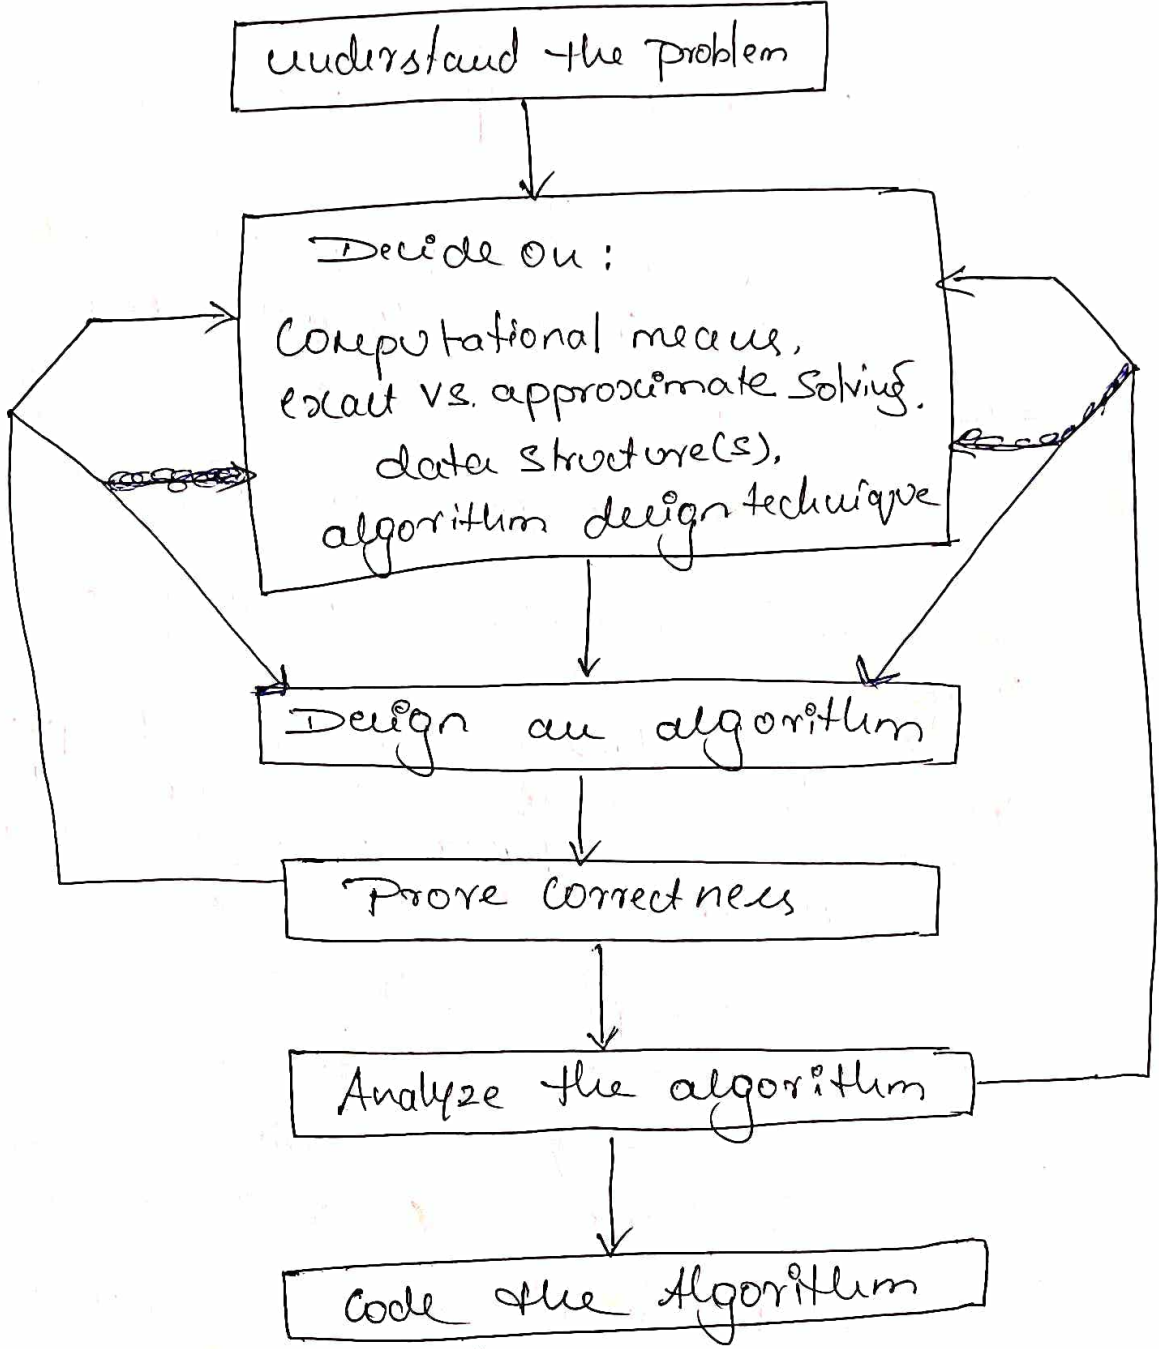 understand the problem
Decide on:
Computational means,
exact vs. approximate solving.
data structure(s),
algorithm design technique
Design an algorithm
Prove correctness
Analyze the algorithm
code the Algorithm